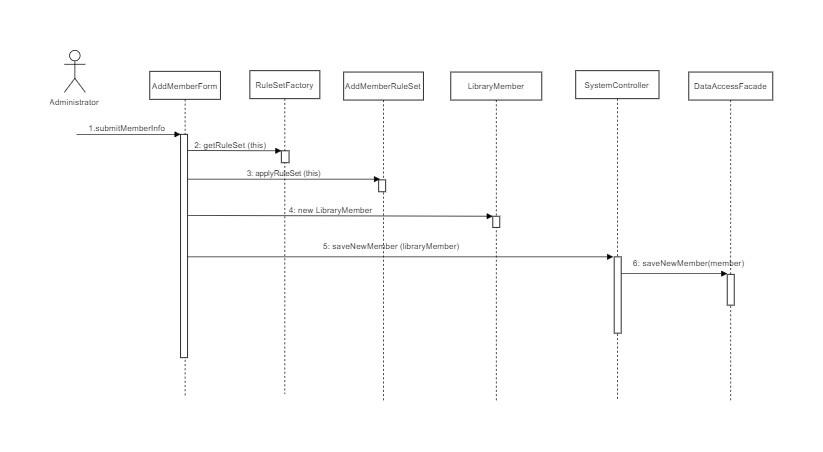 AddMemberForm
RuleSetFactory
AddMemberRuleSet
LibraryMember
SystemController
DataAccessFacade
Administrator
1.submitMemberInfo
2: getRuleSet (this)
3: applyRuleSet (this)
4: new LibraryMember
5: saveNewMember (libraryMember)
6: saveNewMember(member)